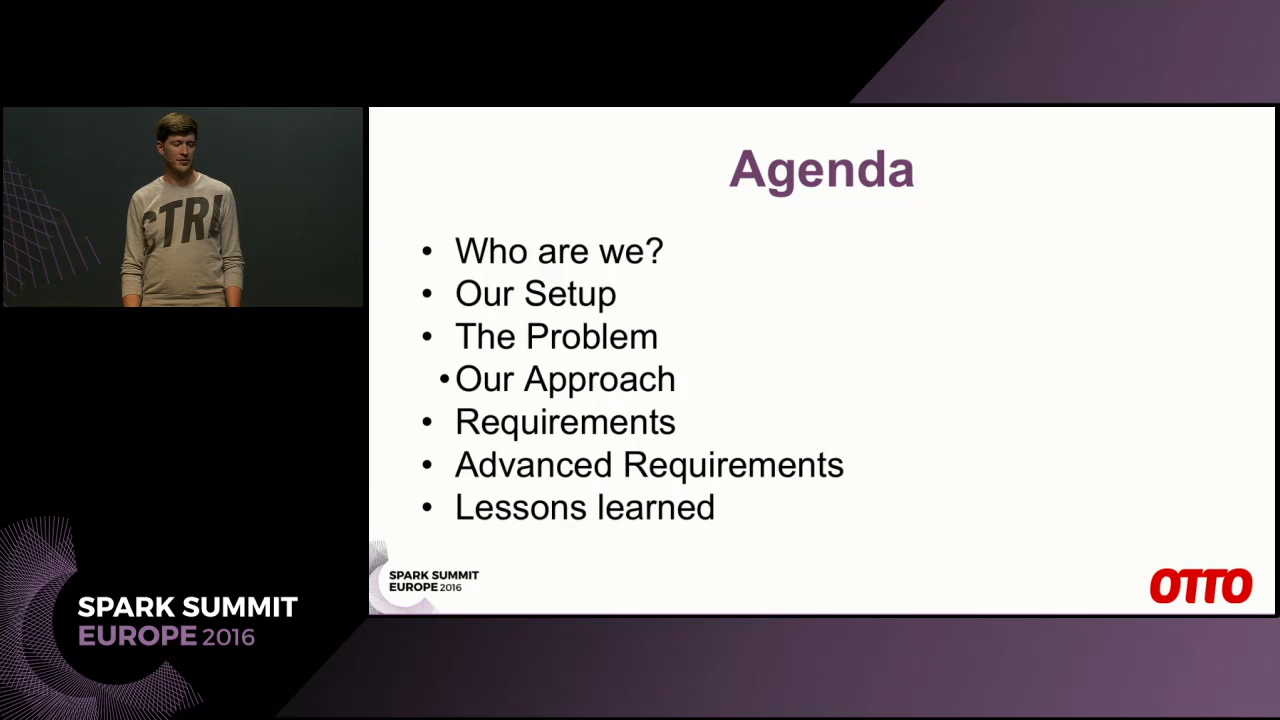 CTRL
Agenda
• Who are we?
• Our Setup
• The Problem
• Our Approach
• Requirements
• Advanced Requirements
• Lessons learned
SPARK SUMMIT
EUROPE 2016
OTTO
SPARK SUMMIT
EUROPE 2016